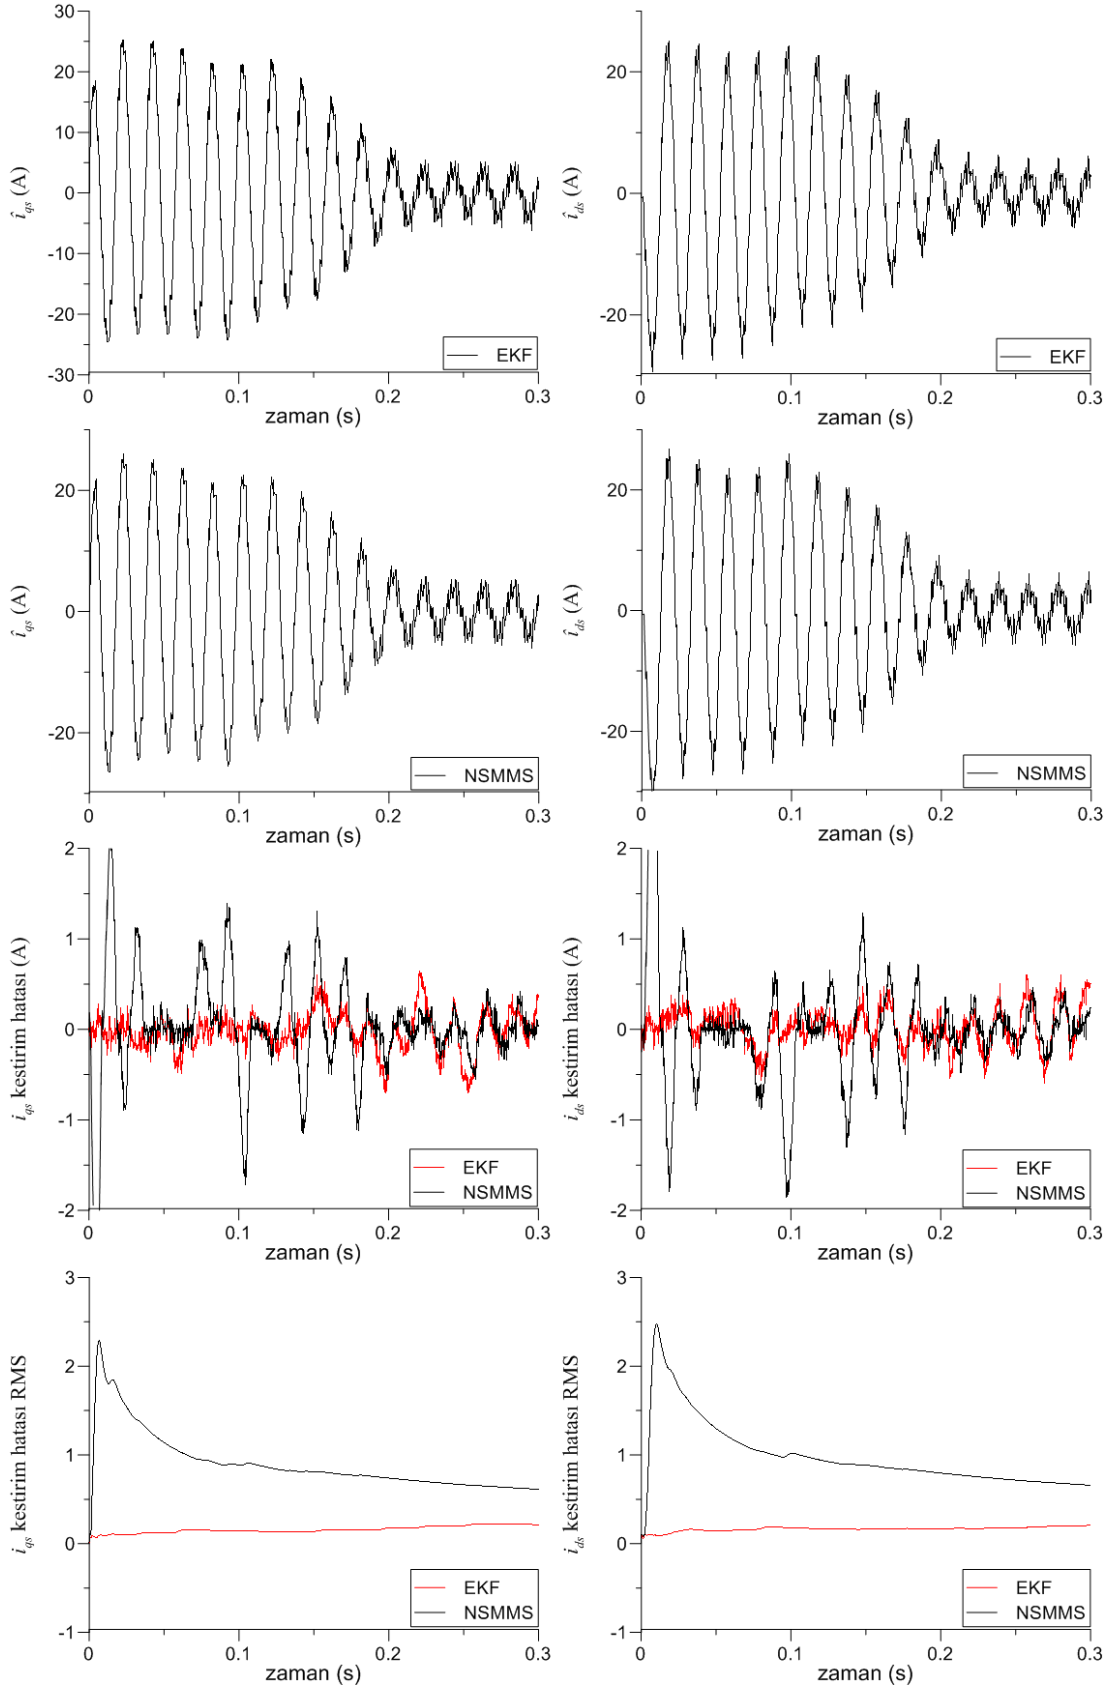 30
20
10
0
-10
-20
-30
î_qs (A)
EKF
0 0.1 0.2 0.3
zaman (s)
20
0
-20
î_ds (A)
EKF
0 0.1 0.2 0.3
zaman (s)
20
0
-20
î_qs (A)
NSMMS
0 0.1 0.2 0.3
zaman (s)
20
0
-20
î_ds (A)
NSMMS
0 0.1 0.2 0.3
zaman (s)
2
1
0
-1
-2
i_qs kestirim hatası (A)
EKF
NSMMS
0 0.1 0.2 0.3
zaman (s)
2
1
0
-1
-2
i_ds kestirim hatası (A)
EKF
NSMMS
0 0.1 0.2 0.3
zaman (s)
3
2
1
0
-1
i_qs kestirim hatası RMS
EKF
NSMMS
0 0.1 0.2 0.3
zaman (s)
3
2
1
0
-1
i_ds kestirim hatası RMS
EKF
NSMMS
0 0.1 0.2 0.3
zaman (s)